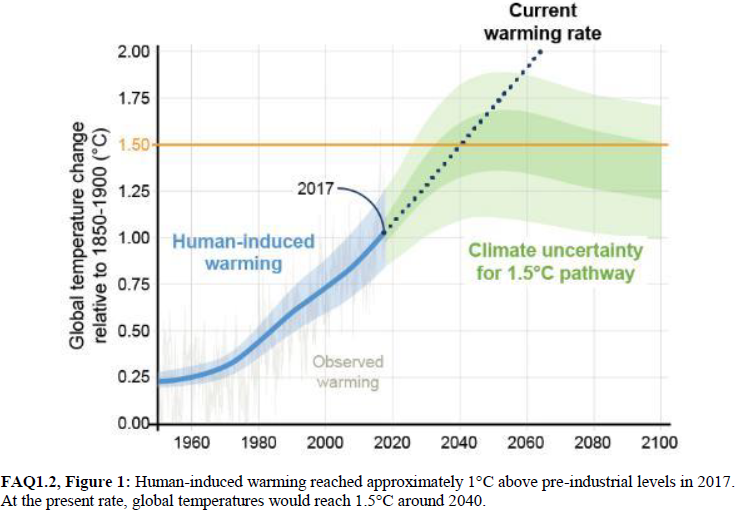 Current
warming rate
2.00
1.75
1.50
1.25
1.00
0.75
0.50
0.25
0.00
Global temperature change
relative to 1850-1900 (°C)
2017
Human-induced
warming
Climate uncertainty
for 1.5°C pathway
Observed
warming
1960 1980 2000 2020 2040 2060 2080 2100
FAQ1.2, Figure 1: Human-induced warming reached approximately 1°C above pre-industrial levels in 2017.
At the present rate, global temperatures would reach 1.5°C around 2040.